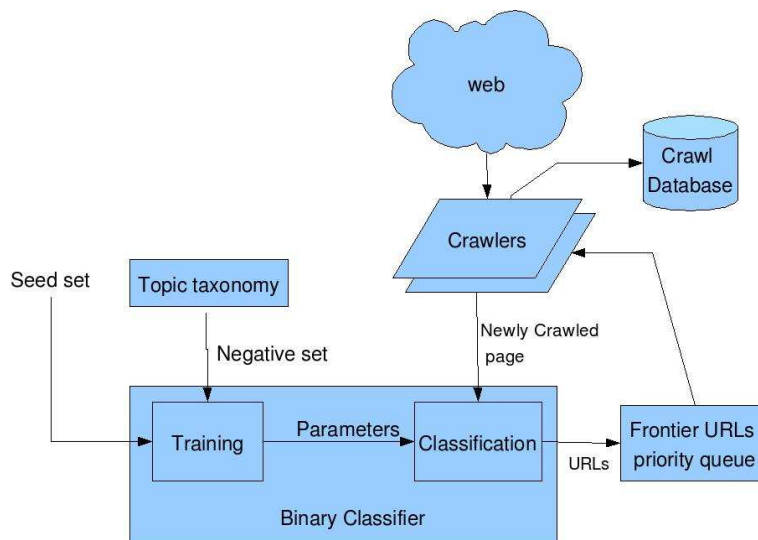 web
Crawl
Database
Crawlers
Seed set
Topic taxonomy
Newly Crawled
page
Negative set
Training
Parameters
Classification
URLs
Frontier URLs
priority queue
Binary Classifier